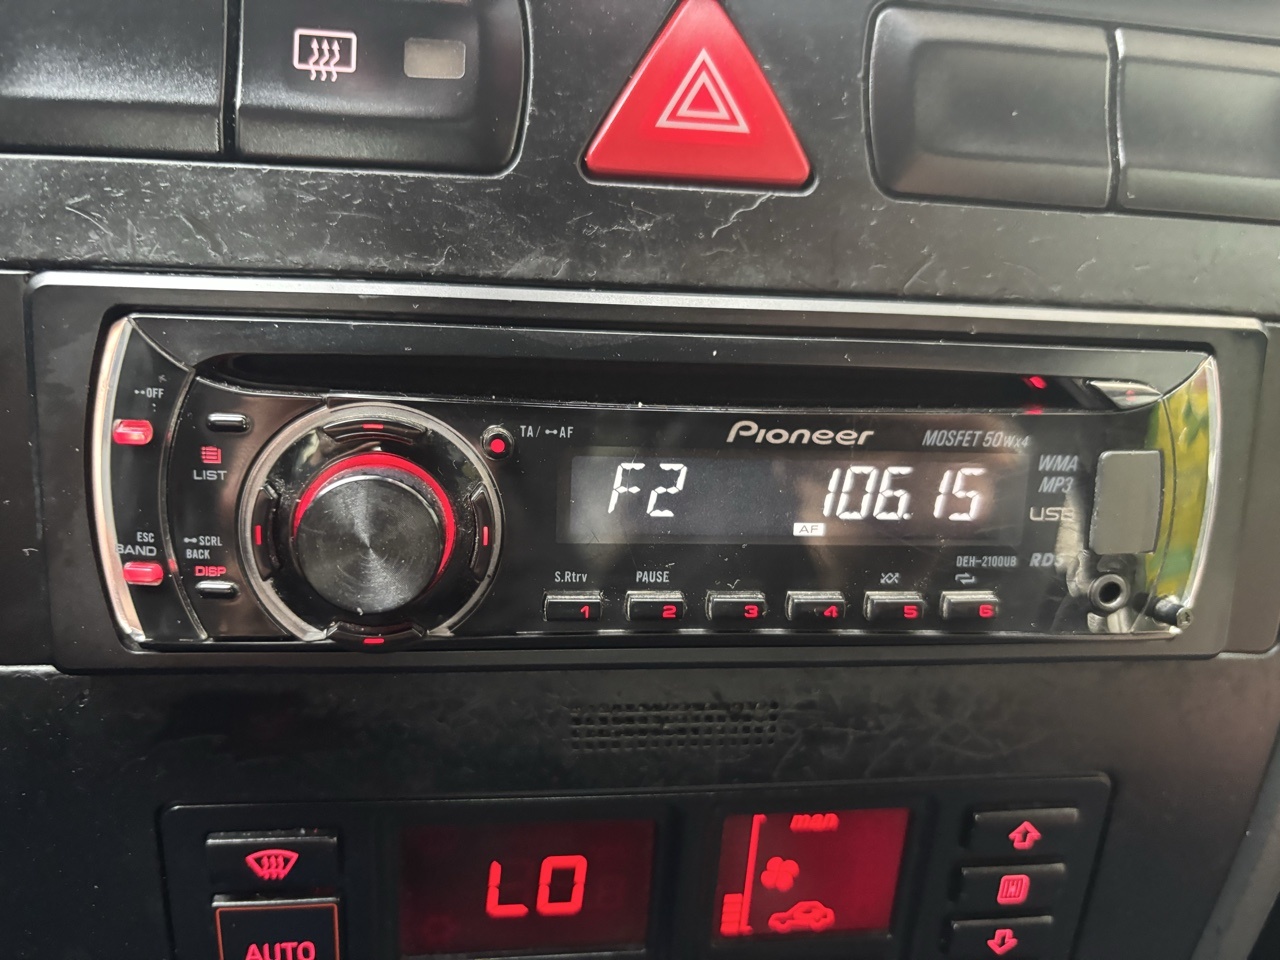 OFF
TA/ AF
Pioneer MOSFET 50Wx4
LIST
F2 106.15
WMA
MP3
USB
AF
ESC
BAND
SCRL
BACK
DISP
DEH-2100UB RDS
S.Rtrv PAUSE
1 2 3 4 5 6
man
LO
AUTO